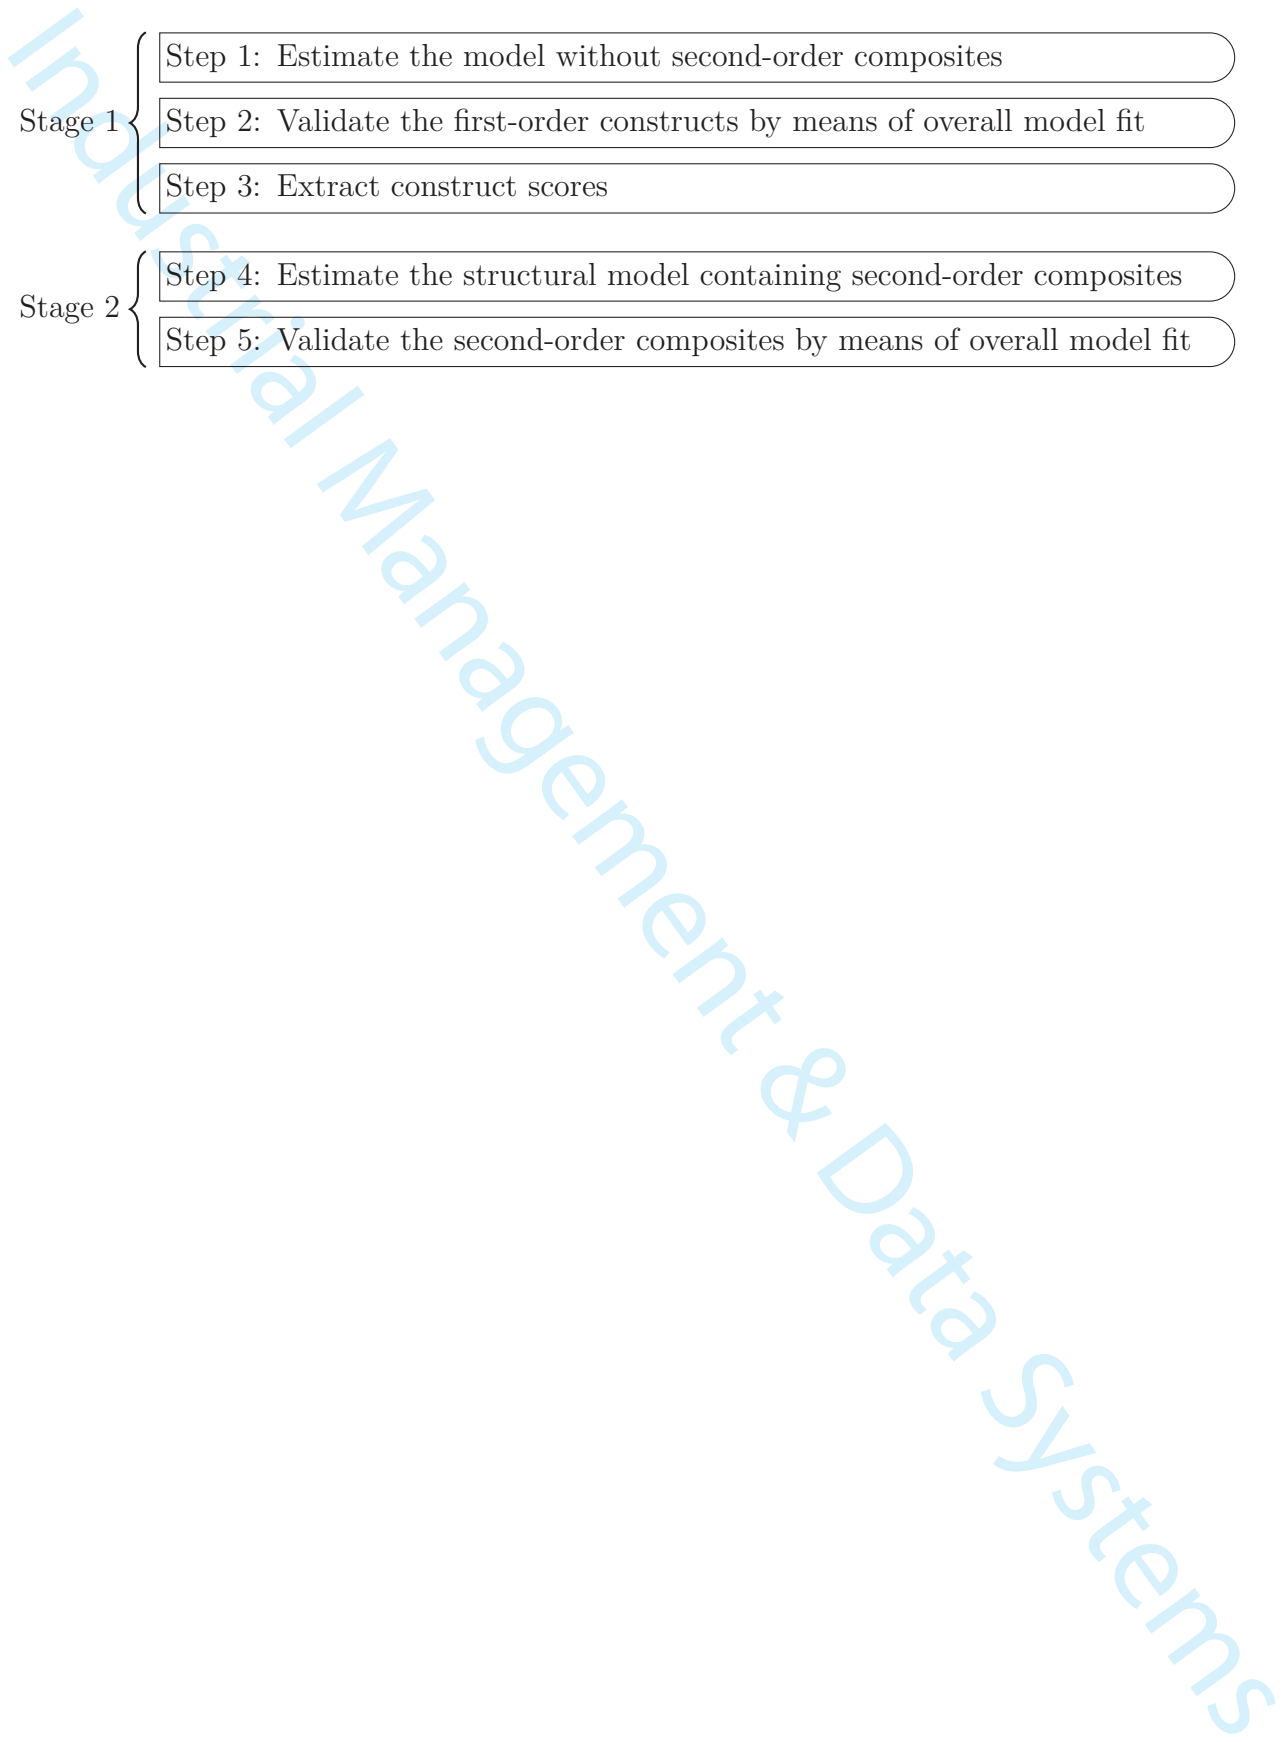 Step 1: Estimate the model without second-order composites
Stage 1
Step 2: Validate the first-order constructs by means of overall model fit
Step 3: Extract construct scores
Step 4: Estimate the structural model containing second-order composites
Stage 2
Step 5: Validate the second-order composites by means of overall model fit
Industrial Management & Data Systems